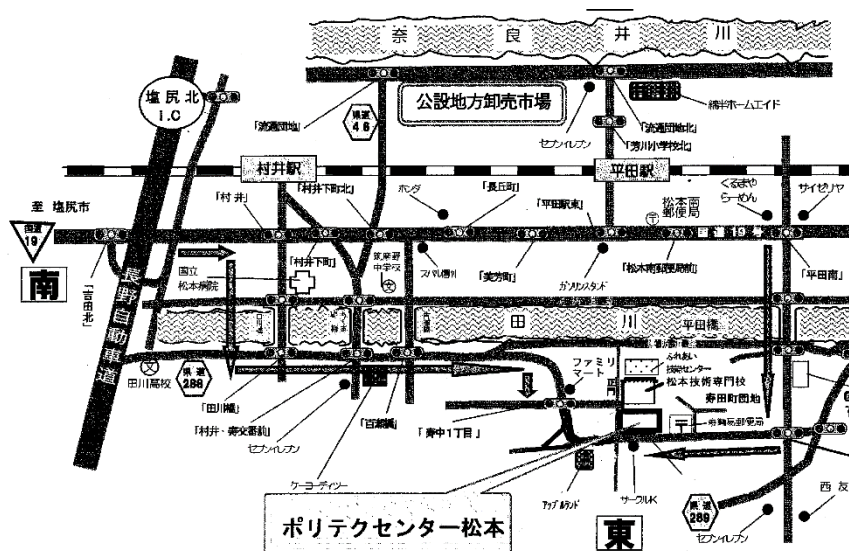 奈良井川
塩尻北
I.C
「流通団地」
県道
48
公設地方卸売市場
セブンイレブン
綿半ホームエイド
「流通団地北」
「芳川小学校北」
村井駅
平田駅
至 塩尻市
国道
19
「村井」
「村井下町北」
ホンダ
「長丘町」
「平田駅東」
松本南
郵便局
くるまや
らーめん
サイゼリヤ
南
「吉田北」
国立
松本病院
「村井下町」
筑摩野
中学校
スバル信州
「美芳町」
ガソリンスタンド
「松本南郵便局前」
「平田南」
長野自動車道
田川
平田橋
田川高校
県道
288
「田川橋」
「村井・寿交番前」
セブンイレブン
「百瀬橋」
「寿中1丁目」
ファミリ
マート
正門
ふれあい
技術センター
松本技術専門校
寿田町団地
ケーヨーデイツー
アップルランド
サークルK
東
県道
289
セブンイレブン
西友
ポリテクセンター松本